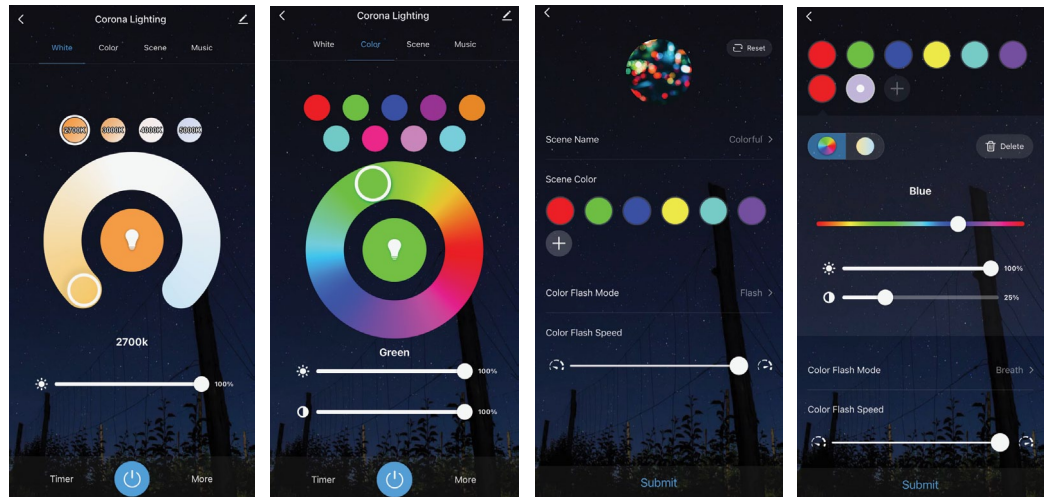 Corona Lighting
White Color Scene Music
2700K 3000K 4000K 5000K
2700k
100%
Timer More
Corona Lighting
White Color Scene Music
Green
100%
100%
Timer More
Reset
Scene Name Colorful
Scene Color
Color Flash Mode Flash
Color Flash Speed
Submit
Delete
Blue
100%
25%
Color Flash Mode Breath
Color Flash Speed
Submit